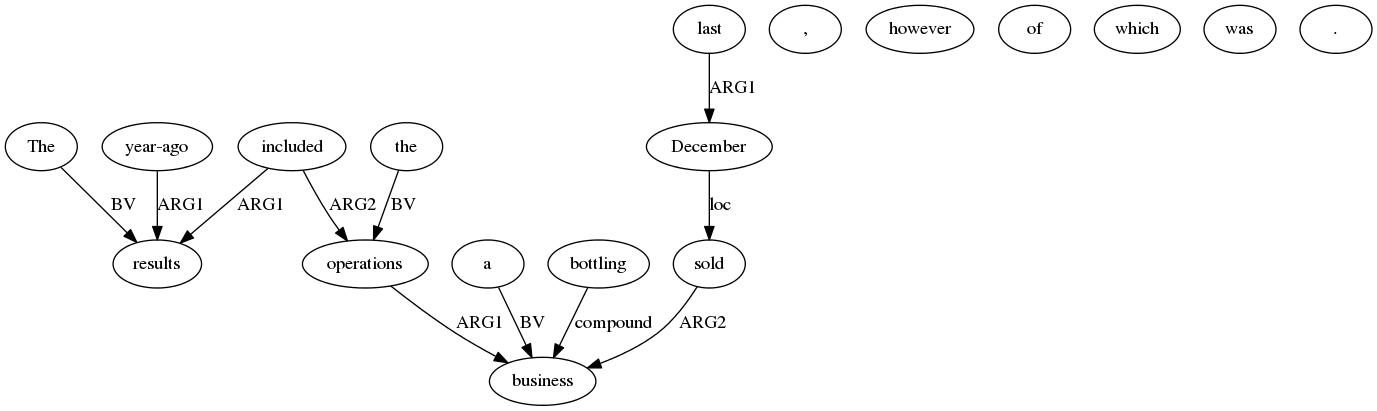 last , however of which was .
ARG1
The year-ago included the December
BV ARG1 ARG1 ARG2 BV loc
results operations a bottling sold
ARG1 BV compound ARG2
business